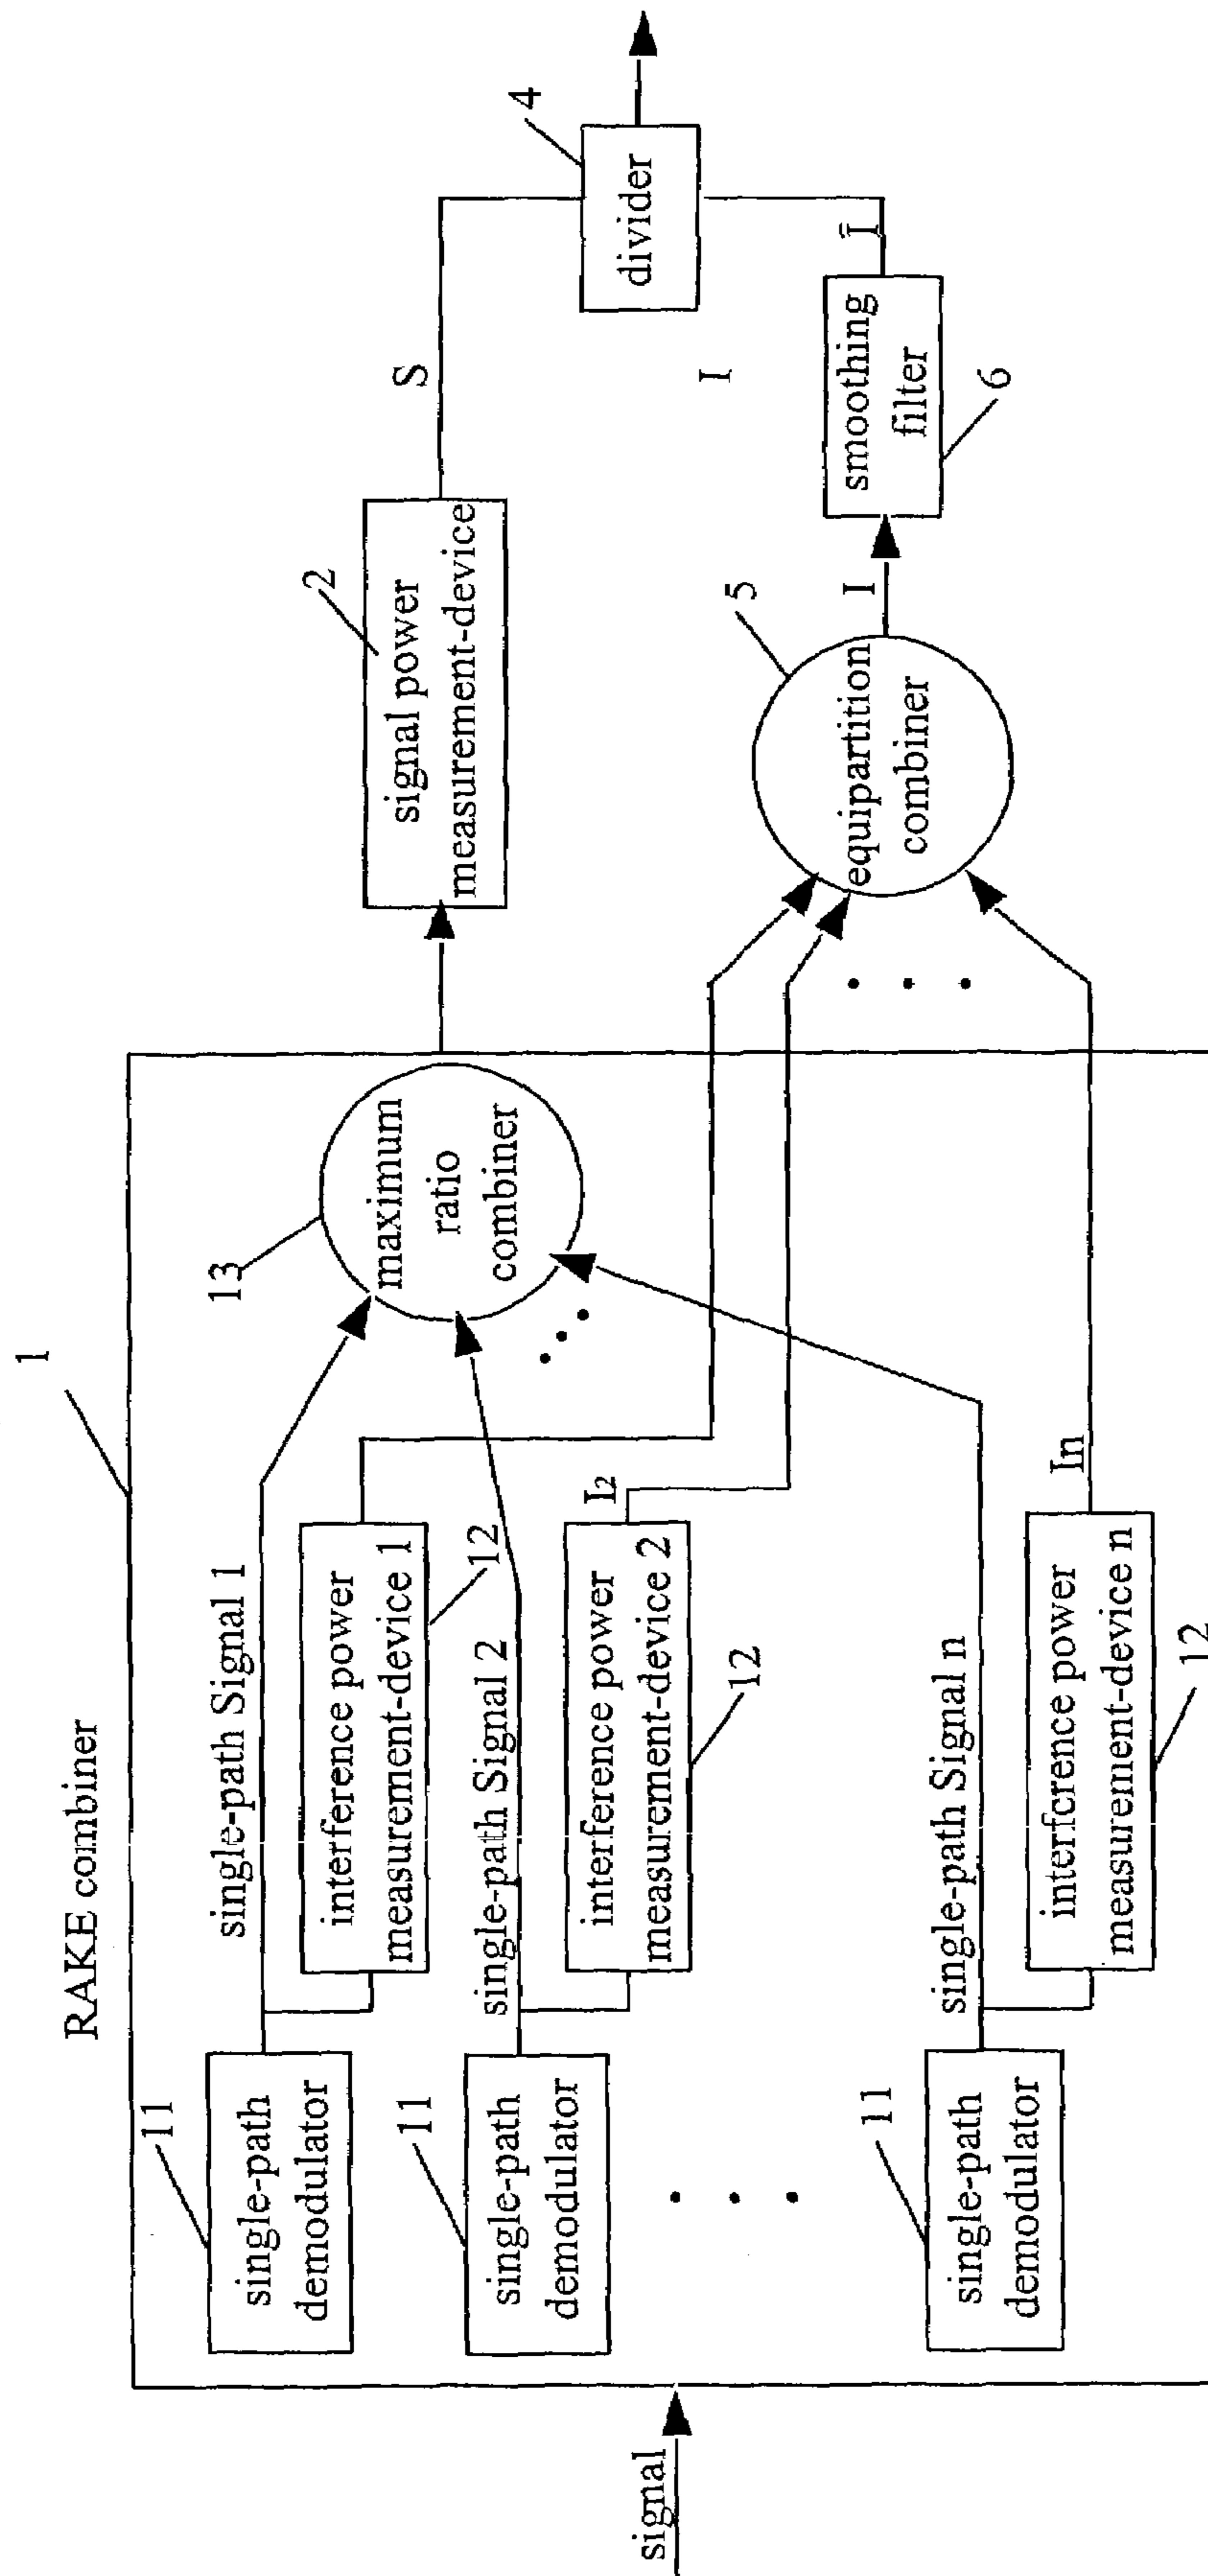 RAKE combiner
1
signal
11
single-path
demodulator
single-path Signal 1
interference power
measurement-device 1
12
11
single-path
demodulator
single-path Signal 2
interference power
measurement-device 2
12
I2
11
single-path
demodulator
single-path Signal n
interference power
measurement-device n
12
In
13
maximum
ratio
combiner
2
signal power
measurement-device
S
5
equipartition
combiner
I
smoothing
filter
6
Ī
I
4
divider